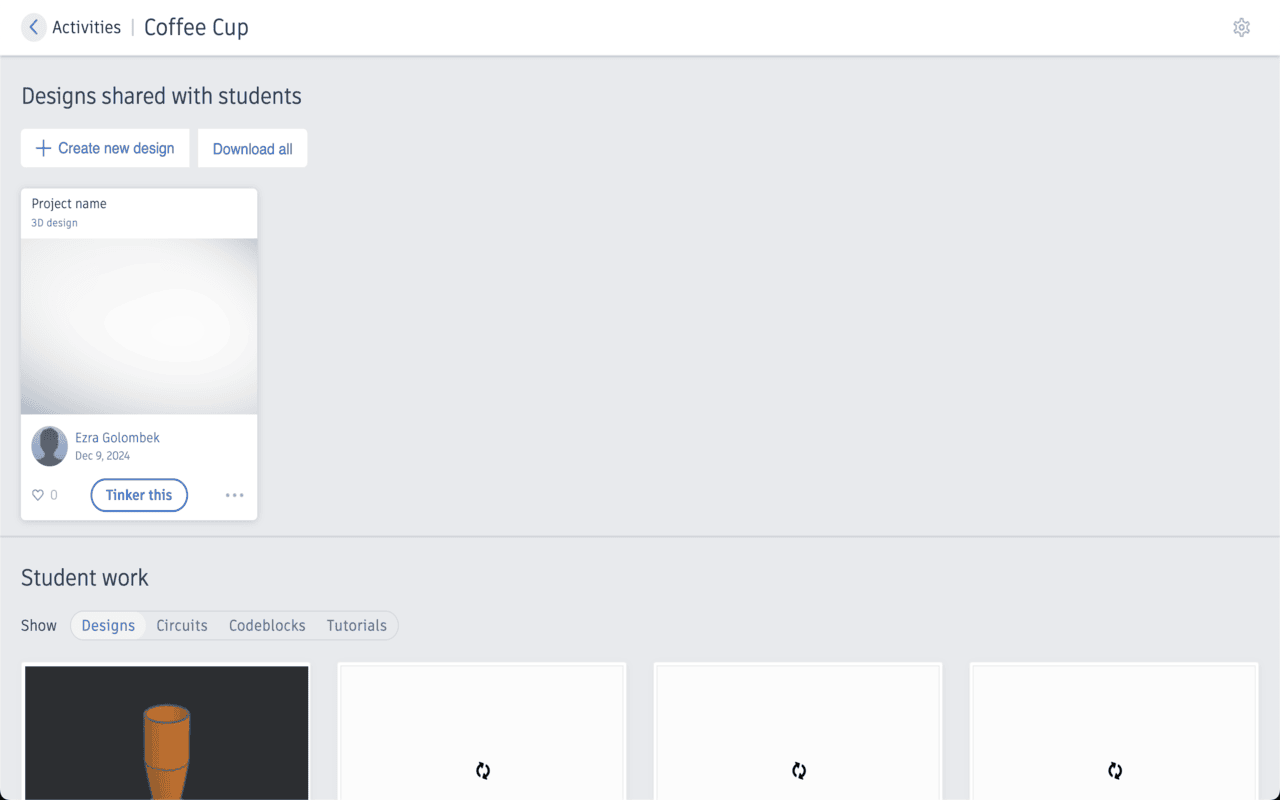 Activities | Coffee Cup
Designs shared with students
Create new design
Download all
Project name
3D design
Ezra Golombek
Dec 9, 2024
0
Tinker this
Student work
Show Designs Circuits Codeblocks Tutorials